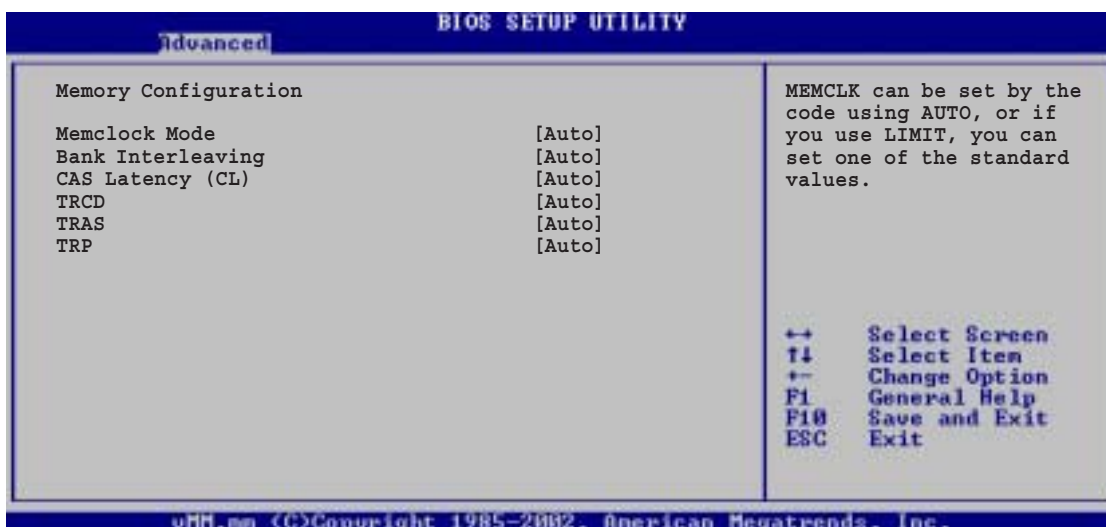 BIOS SETUP UTILITY
Advanced
Memory Configuration
Memclock Mode [Auto]
Bank Interleaving [Auto]
CAS Latency (CL) [Auto]
TRCD [Auto]
TRAS [Auto]
TRP [Auto]
MEMCLK can be set by the
code using AUTO, or if
you use LIMIT, you can
set one of the standard
values.
←→ Select Screen
↑↓ Select Item
+- Change Option
F1 General Help
F10 Save and Exit
ESC Exit
vMM.mm (C)Copyright 1985-2002, American Megatrends, Inc.